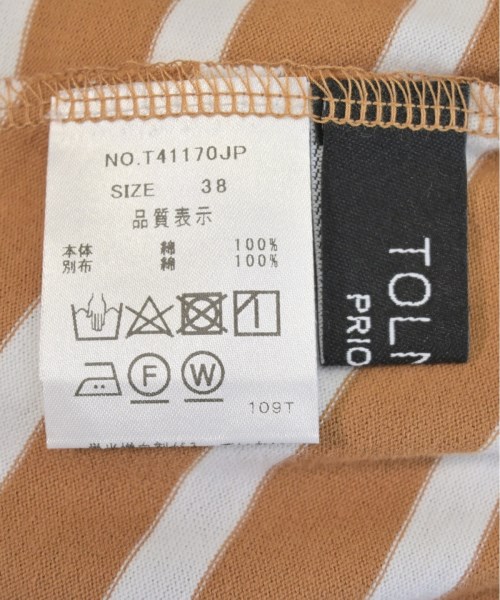 NO.T41170JP
SIZE 38
品質表示
本体 綿 100%
別布 綿 100%
F W
109T
TOL
PRIO